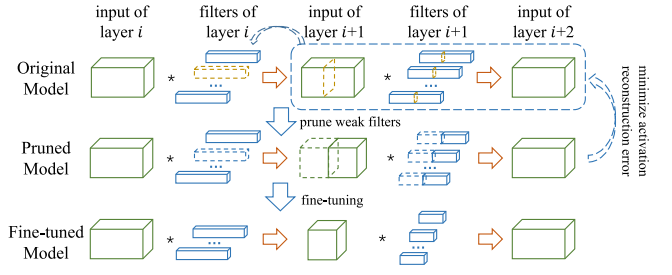 input of
layer i
filters of
layer i
input of
layer i+1
filters of
layer i+1
input of
layer i+2
Original
Model
*
...
*
...
prune weak filters
minimize activation
reconstruction error
Pruned
Model
*
...
*
...
fine-tuning
Fine-tuned
Model
*
...
*
...